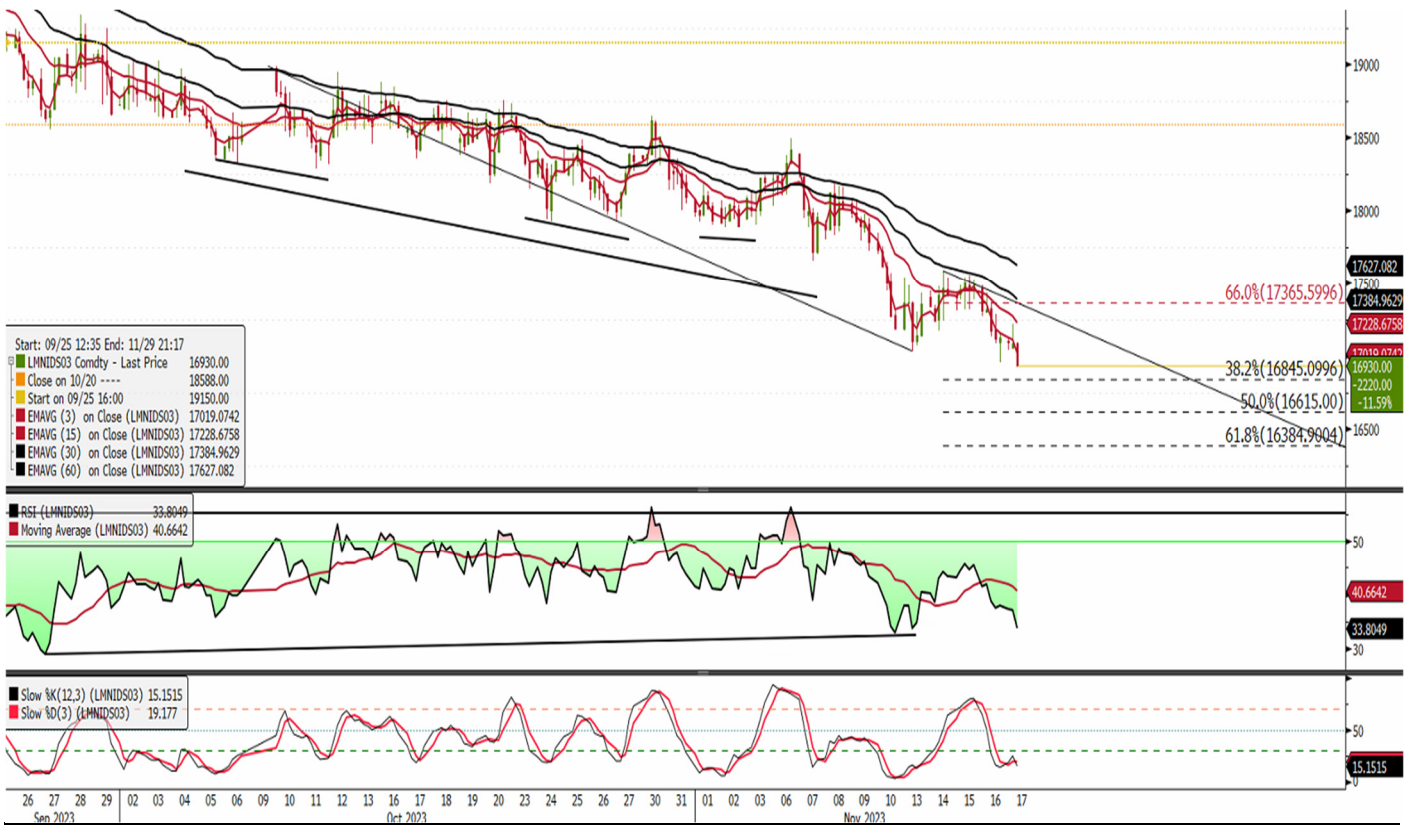 19000
18500
18000
17627.082
17500
66.0%(17365.5996)
17384.9629
17228.6758
17019.0742
38.2%(16845.0996)
16930.00
-2220.00
-11.59%
50.0%(16615.00)
16500
61.8%(16384.9004)
Start: 09/25 12:35 End: 11/29 21:17
LMNIDS03 Comdty - Last Price 16930.00
Close on 10/20 ---- 18588.00
Start on 09/25 16:00 19150.00
EMAVG (3) on Close (LMNIDS03) 17019.0742
EMAVG (15) on Close (LMNIDS03) 17228.6758
EMAVG (30) on Close (LMNIDS03) 17384.9629
EMAVG (60) on Close (LMNIDS03) 17627.082
RSI (LMNIDS03) 33.8049
Moving Average (LMNIDS03) 40.6642
50
40.6642
33.8049
30
Slow %K(12,3) (LMNIDS03) 15.1515
Slow %D(3) (LMNIDS03) 19.177
50
15.1515
0
26 27 28 29 02 03 04 05 06 09 10 11 12 13 16 17 18 19 20 23 24 25 26 27 30 31 01 02 03 06 07 08 09 10 13 14 15 16 17
Sep 2023 Oct 2023 Nov 2023